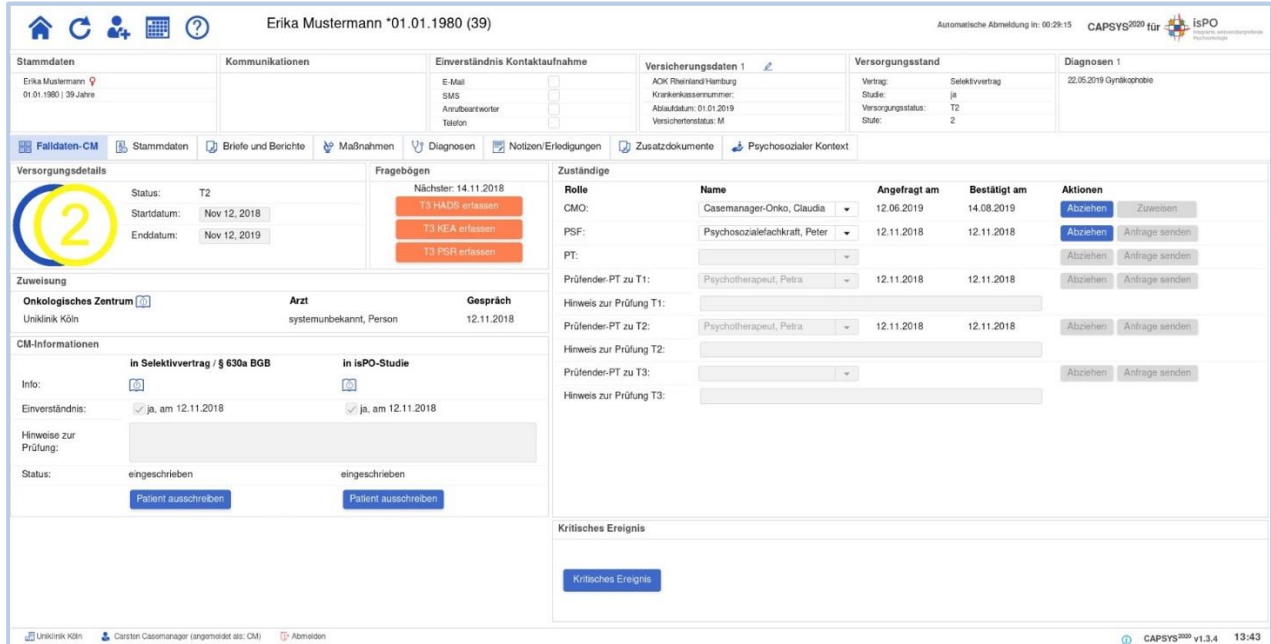 Erika Mustermann *01.01.1980 (39)
Automatische Abmeldung in: 00:29:15
CAPSYS2020 für isPO
Stammdaten
Erika Mustermann
01.01.1980 | 39 Jahre
Kommunikationen
Einverständnis Kontaktaufnahme
E-Mail
SMS
Anrufbeantworter
Telefon
Versicherungsdaten 1
AOK Rheinland/Hamburg
Krankenkassennummer:
Ablaufdatum: 01.01.2019
Versichertenstatus: M
Versorgungsstand
Vertrag: Selektivvertrag
Studie: ja
Versorgungsstatus: T2
Stufe: 2
Diagnosen 1
22.05.2019 Gynäkophobie
Falldaten-CM Stammdaten Briefe und Berichte Maßnahmen Diagnosen Notizen/Erledigungen Zusatzdokumente Psychosozialer Kontext
Versorgungsdetails
2
Status: T2
Startdatum: Nov 12, 2018
Enddatum: Nov 12, 2019
Fragebögen
Nächster: 14.11.2018
T3 HADS erfassen
T3 KEA erfassen
T3 PSR erfassen
Zuweisung
Onkologisches Zentrum Arzt Gespräch
Uniklinik Köln systemunbekannt, Person 12.11.2018
CM-Informationen
in Selektivvertrag / § 630a BGB in isPO-Studie
Info:
Einverständnis: ja, am 12.11.2018 ja, am 12.11.2018
Hinweise zur
Prüfung:
Status: eingeschrieben eingeschrieben
Patient ausschreiben Patient ausschreiben
Zuständige
Rolle Name Angefragt am Bestätigt am Aktionen
CMO: Casemanager-Onko, Claudia 12.06.2019 14.08.2019 Abziehen Zuweisen
PSF: Psychosozialefachkraft, Peter 12.11.2018 12.11.2018 Abziehen Anfrage senden
PT: Abziehen Anfrage senden
Prüfender-PT zu T1: Psychotherapeut, Petra 12.11.2018 12.11.2018 Abziehen Anfrage senden
Hinweis zur Prüfung T1:
Prüfender-PT zu T2: Psychotherapeut, Petra 12.11.2018 12.11.2018 Abziehen Anfrage senden
Hinweis zur Prüfung T2:
Prüfender-PT zu T3: Abziehen Anfrage senden
Hinweis zur Prüfung T3:
Kritisches Ereignis
Kritisches Ereignis
Uniklinik Köln Carsten Casemanager (angemeldet als: CM) Abmelden
CAPSYS2020 v1.3.4 13:43